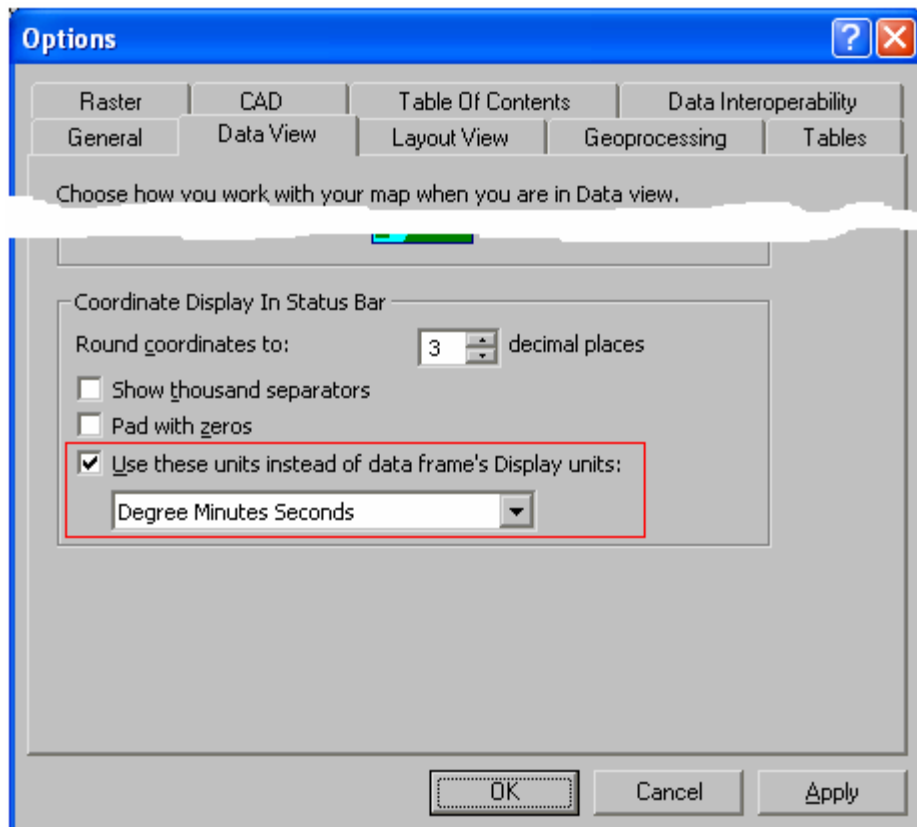 Options
Raster CAD Table Of Contents Data Interoperability
General Data View Layout View Geoprocessing Tables
Choose how you work with your map when you are in Data view.
Coordinate Display In Status Bar
Round coordinates to: 3 decimal places
Show thousand separators
Pad with zeros
Use these units instead of data frame's Display units:
Degree Minutes Seconds
OK Cancel Apply